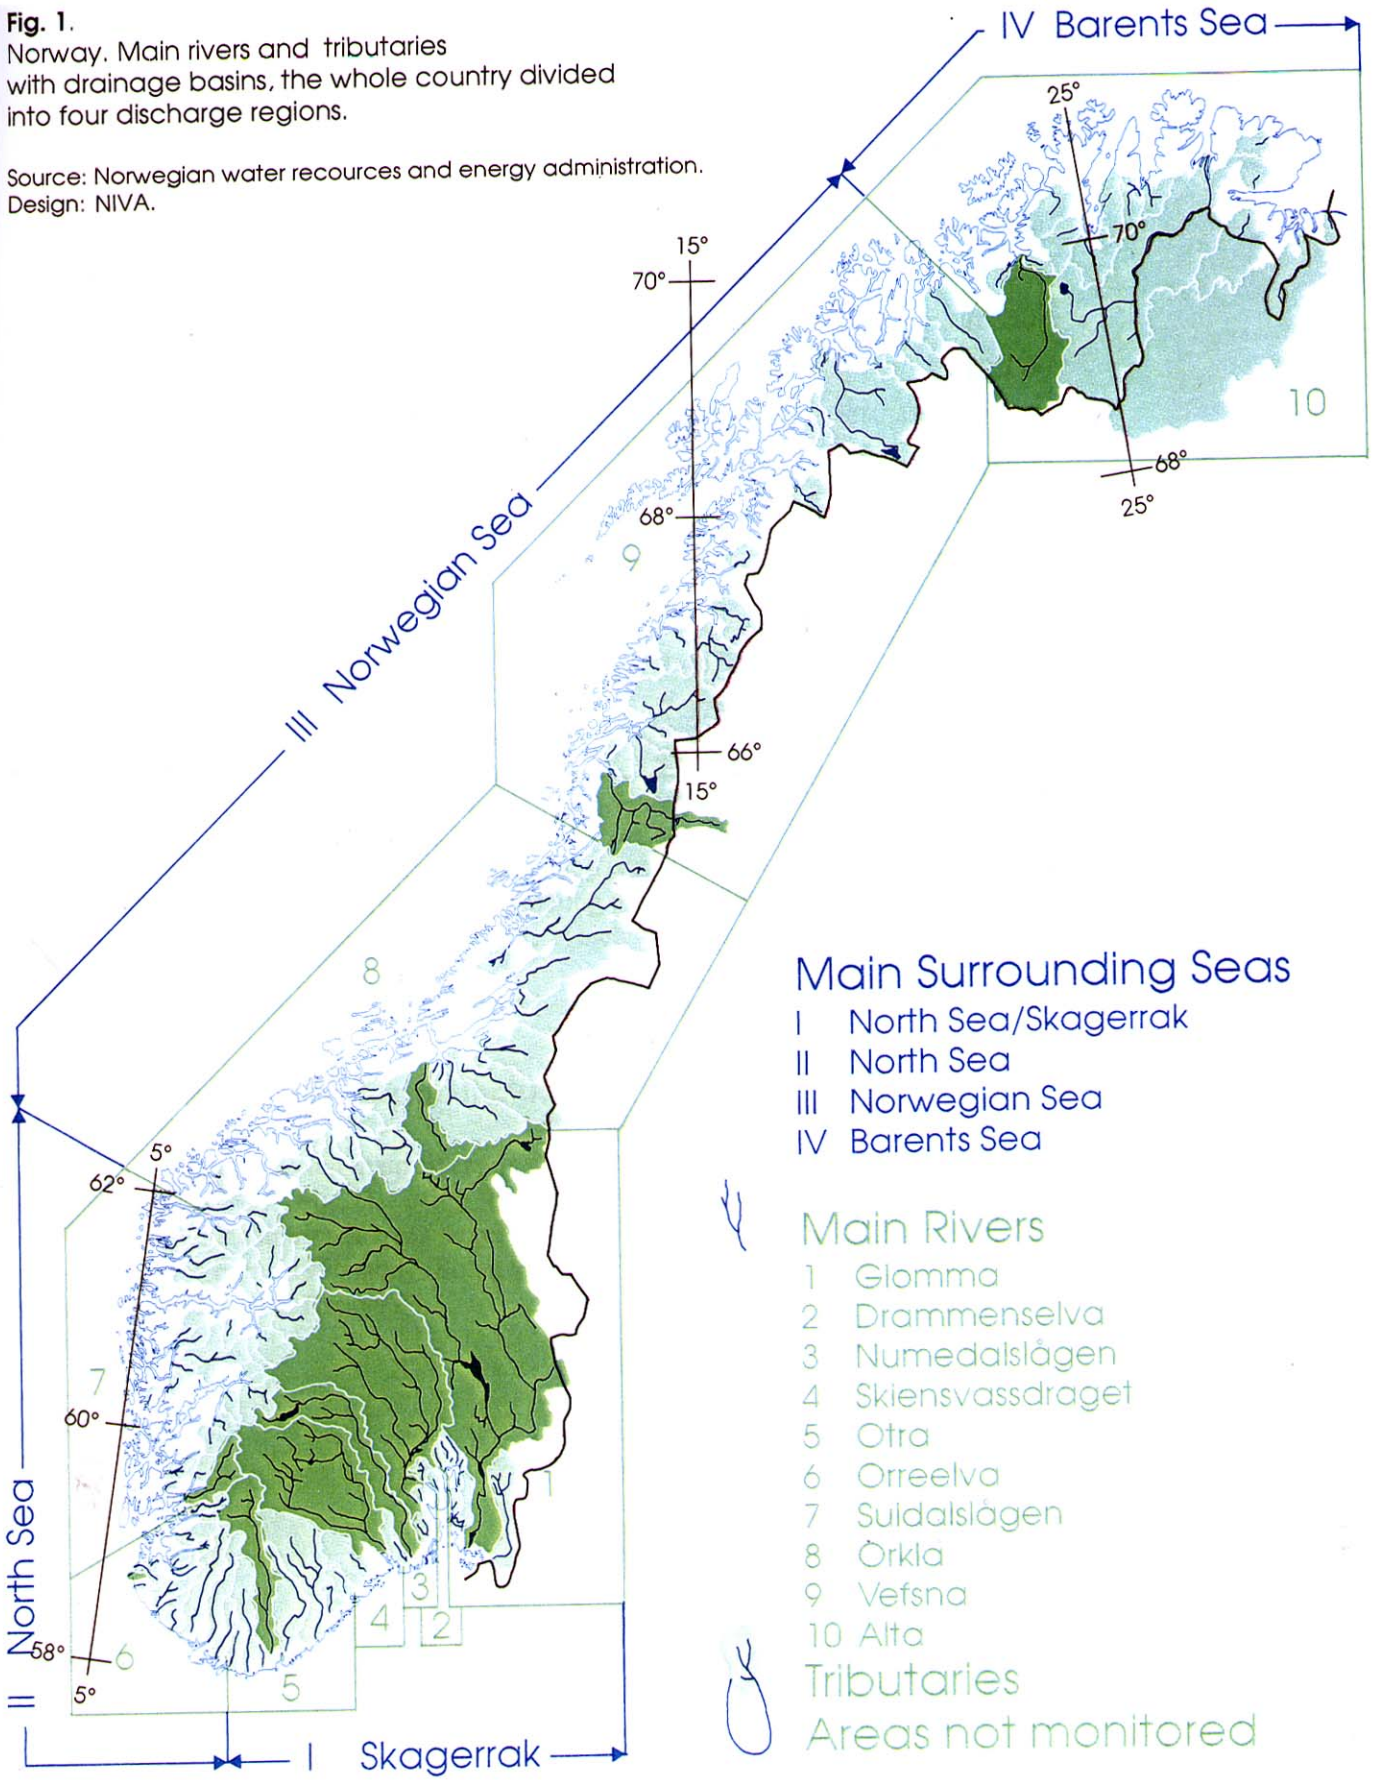 Fig. 1.
Norway. Main rivers and tributaries
with drainage basins, the whole country divided
into four discharge regions.
Source: Norwegian water recources and energy administration.
Design: NIVA.
IV Barents Sea
25°
70°
15°
70°
10
68°
25°
68°
9
III Norwegian Sea
66°
15°
8
5°
62°
7
60°
1
3
4
2
58°
6
5°
5
II North Sea
I Skagerrak
Main Surrounding Seas
I North Sea/Skagerrak
II North Sea
III Norwegian Sea
IV Barents Sea
Main Rivers
1 Glomma
2 Drammenselva
3 Numedalslågen
4 Skiensvassdraget
5 Otra
6 Orreelva
7 Suldalslågen
8 Orkla
9 Vefsna
10 Alta
Tributaries
Areas not monitored